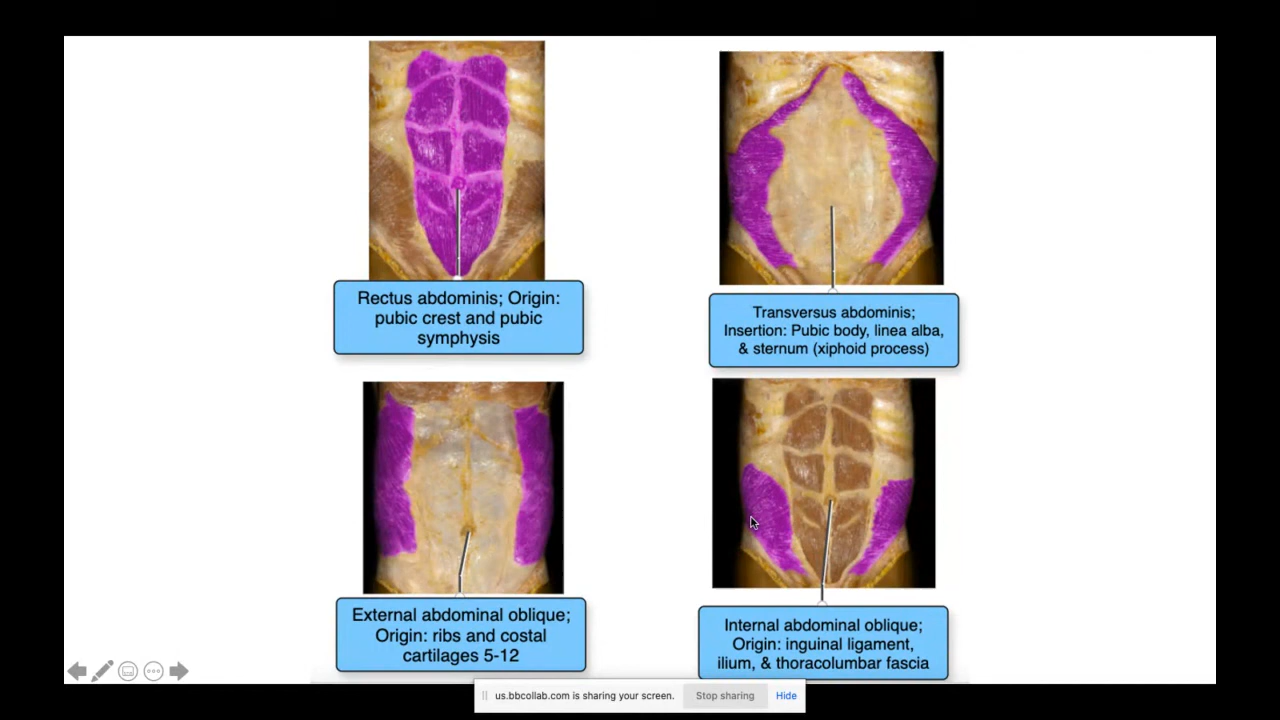 Rectus abdominis; Origin:
pubic crest and pubic
symphysis
Transversus abdominis;
Insertion: Pubic body, linea alba,
& sternum (xiphoid process)
External abdominal oblique;
Origin: ribs and costal
cartilages 5-12
Internal abdominal oblique;
Origin: inguinal ligament,
ilium, & thoracolumbar fascia
us.bbcollab.com is sharing your screen. Stop sharing Hide